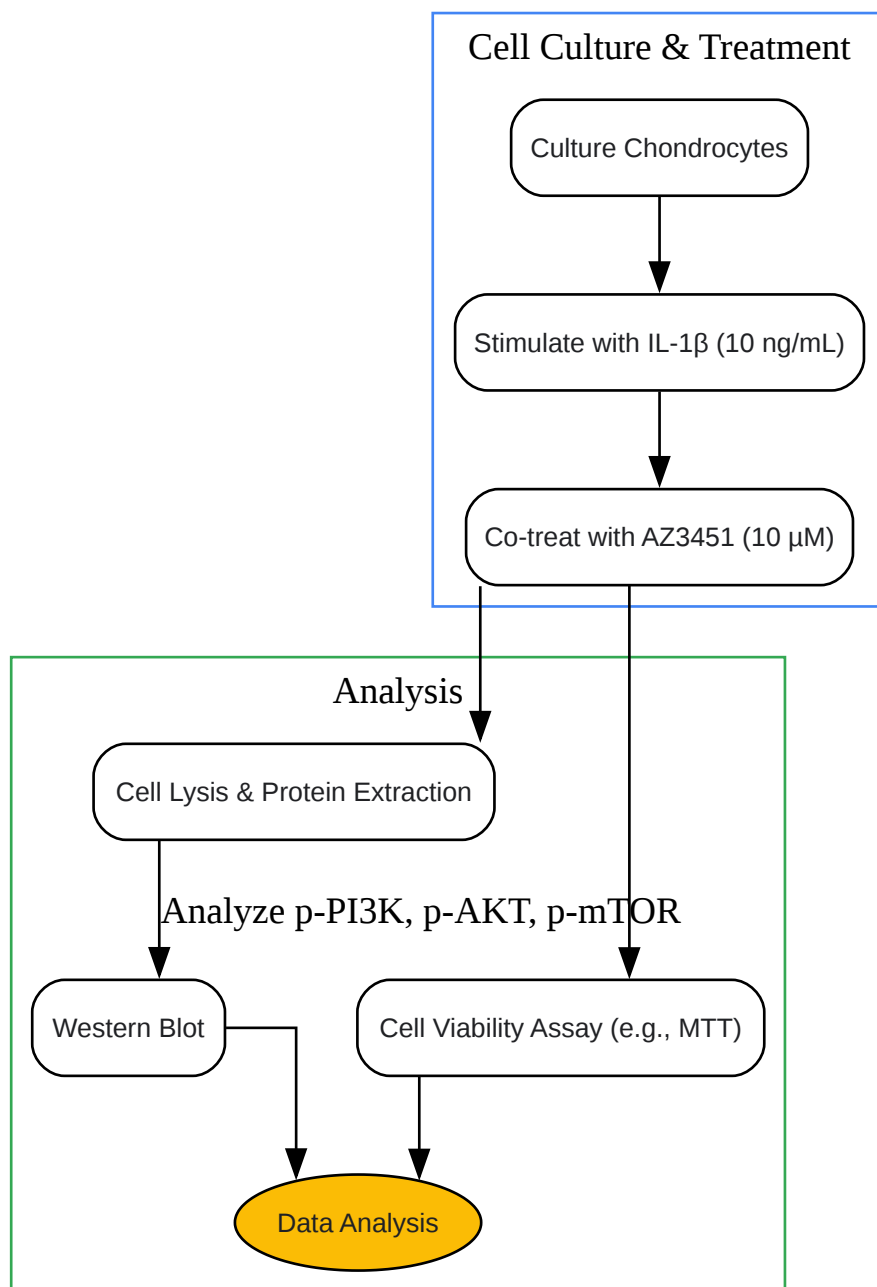 Cell Culture & Treatment
Culture Chondrocytes
Stimulate with IL-1β (10 ng/mL)
Co-treat with AZ3451 (10 µM)
Analysis
Cell Lysis & Protein Extraction
Analyze p-PI3K, p-AKT, p-mTOR
Western Blot
Cell Viability Assay (e.g., MTT)
Data Analysis